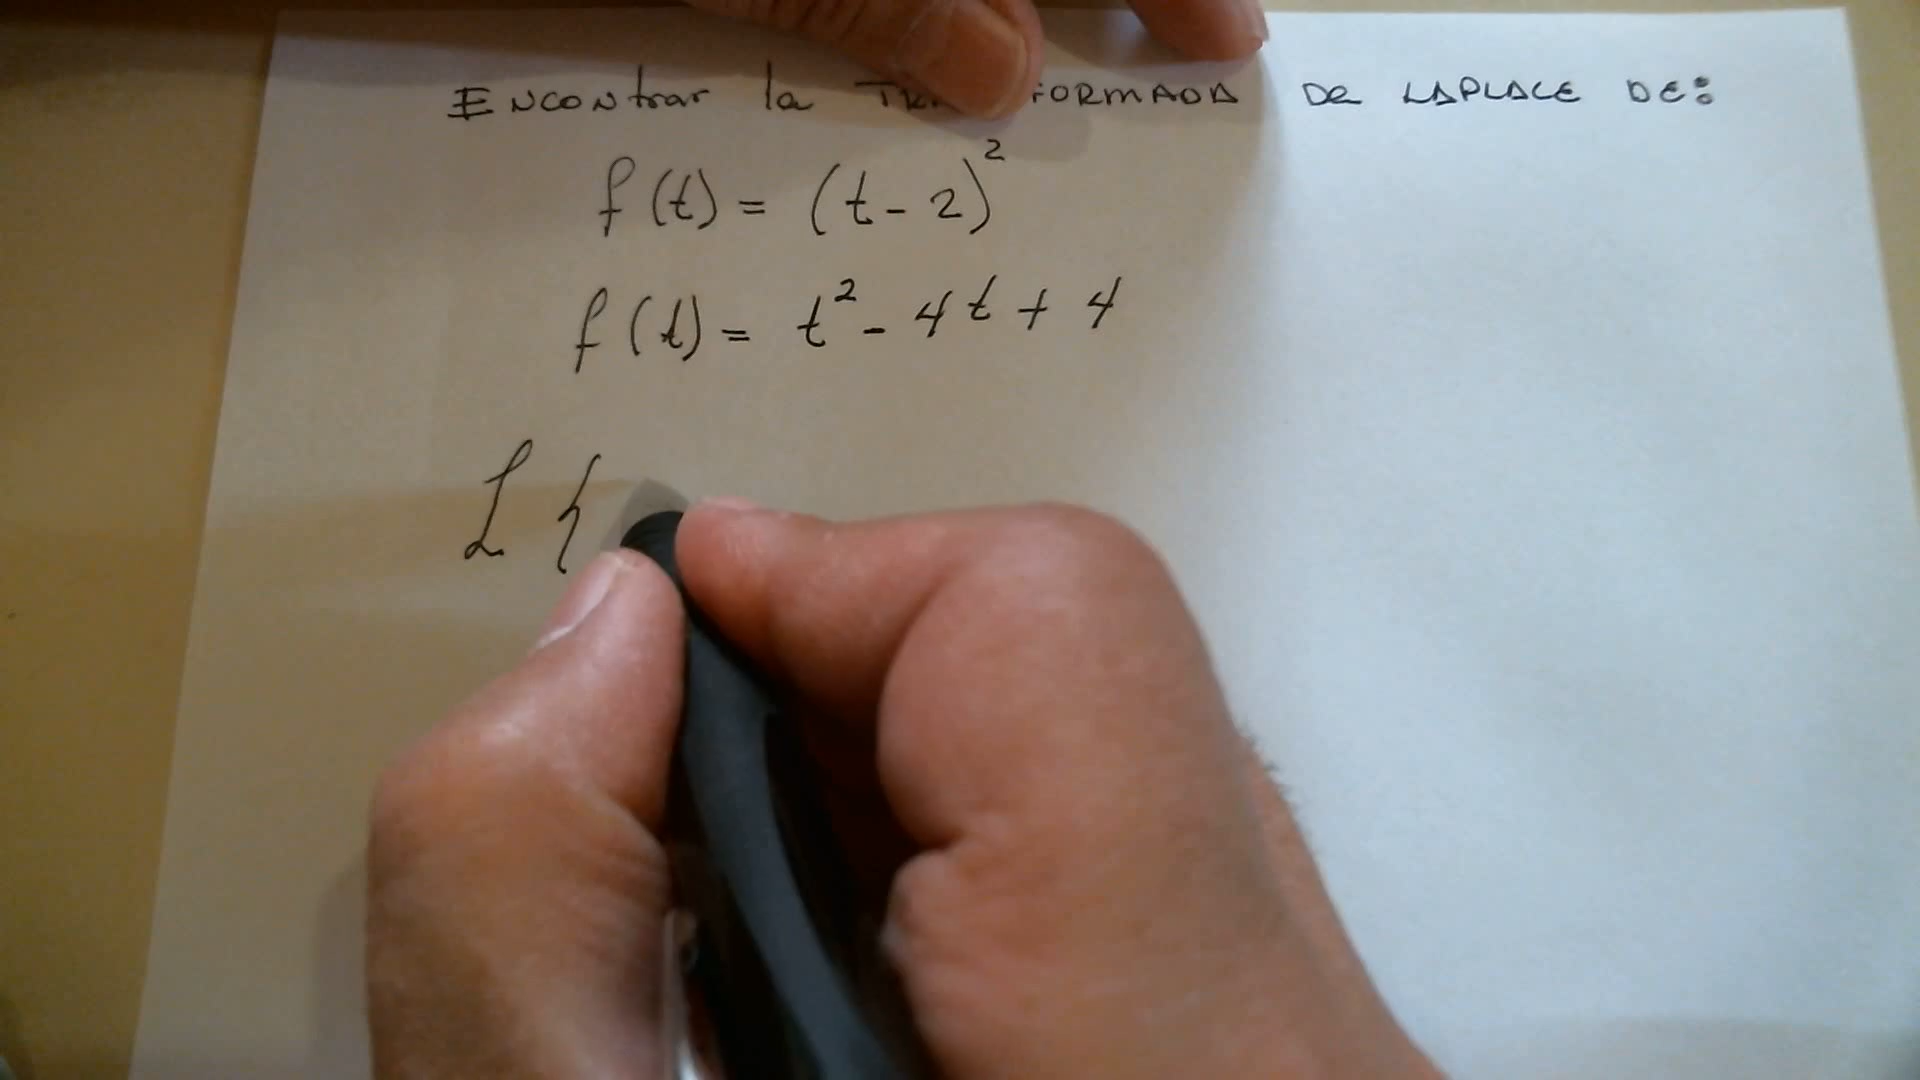 Encontrar la FORMADA DE LAPLACE DE:
f(t) = (t-2)²
f(t) = t² - 4t + 4
ℒ {